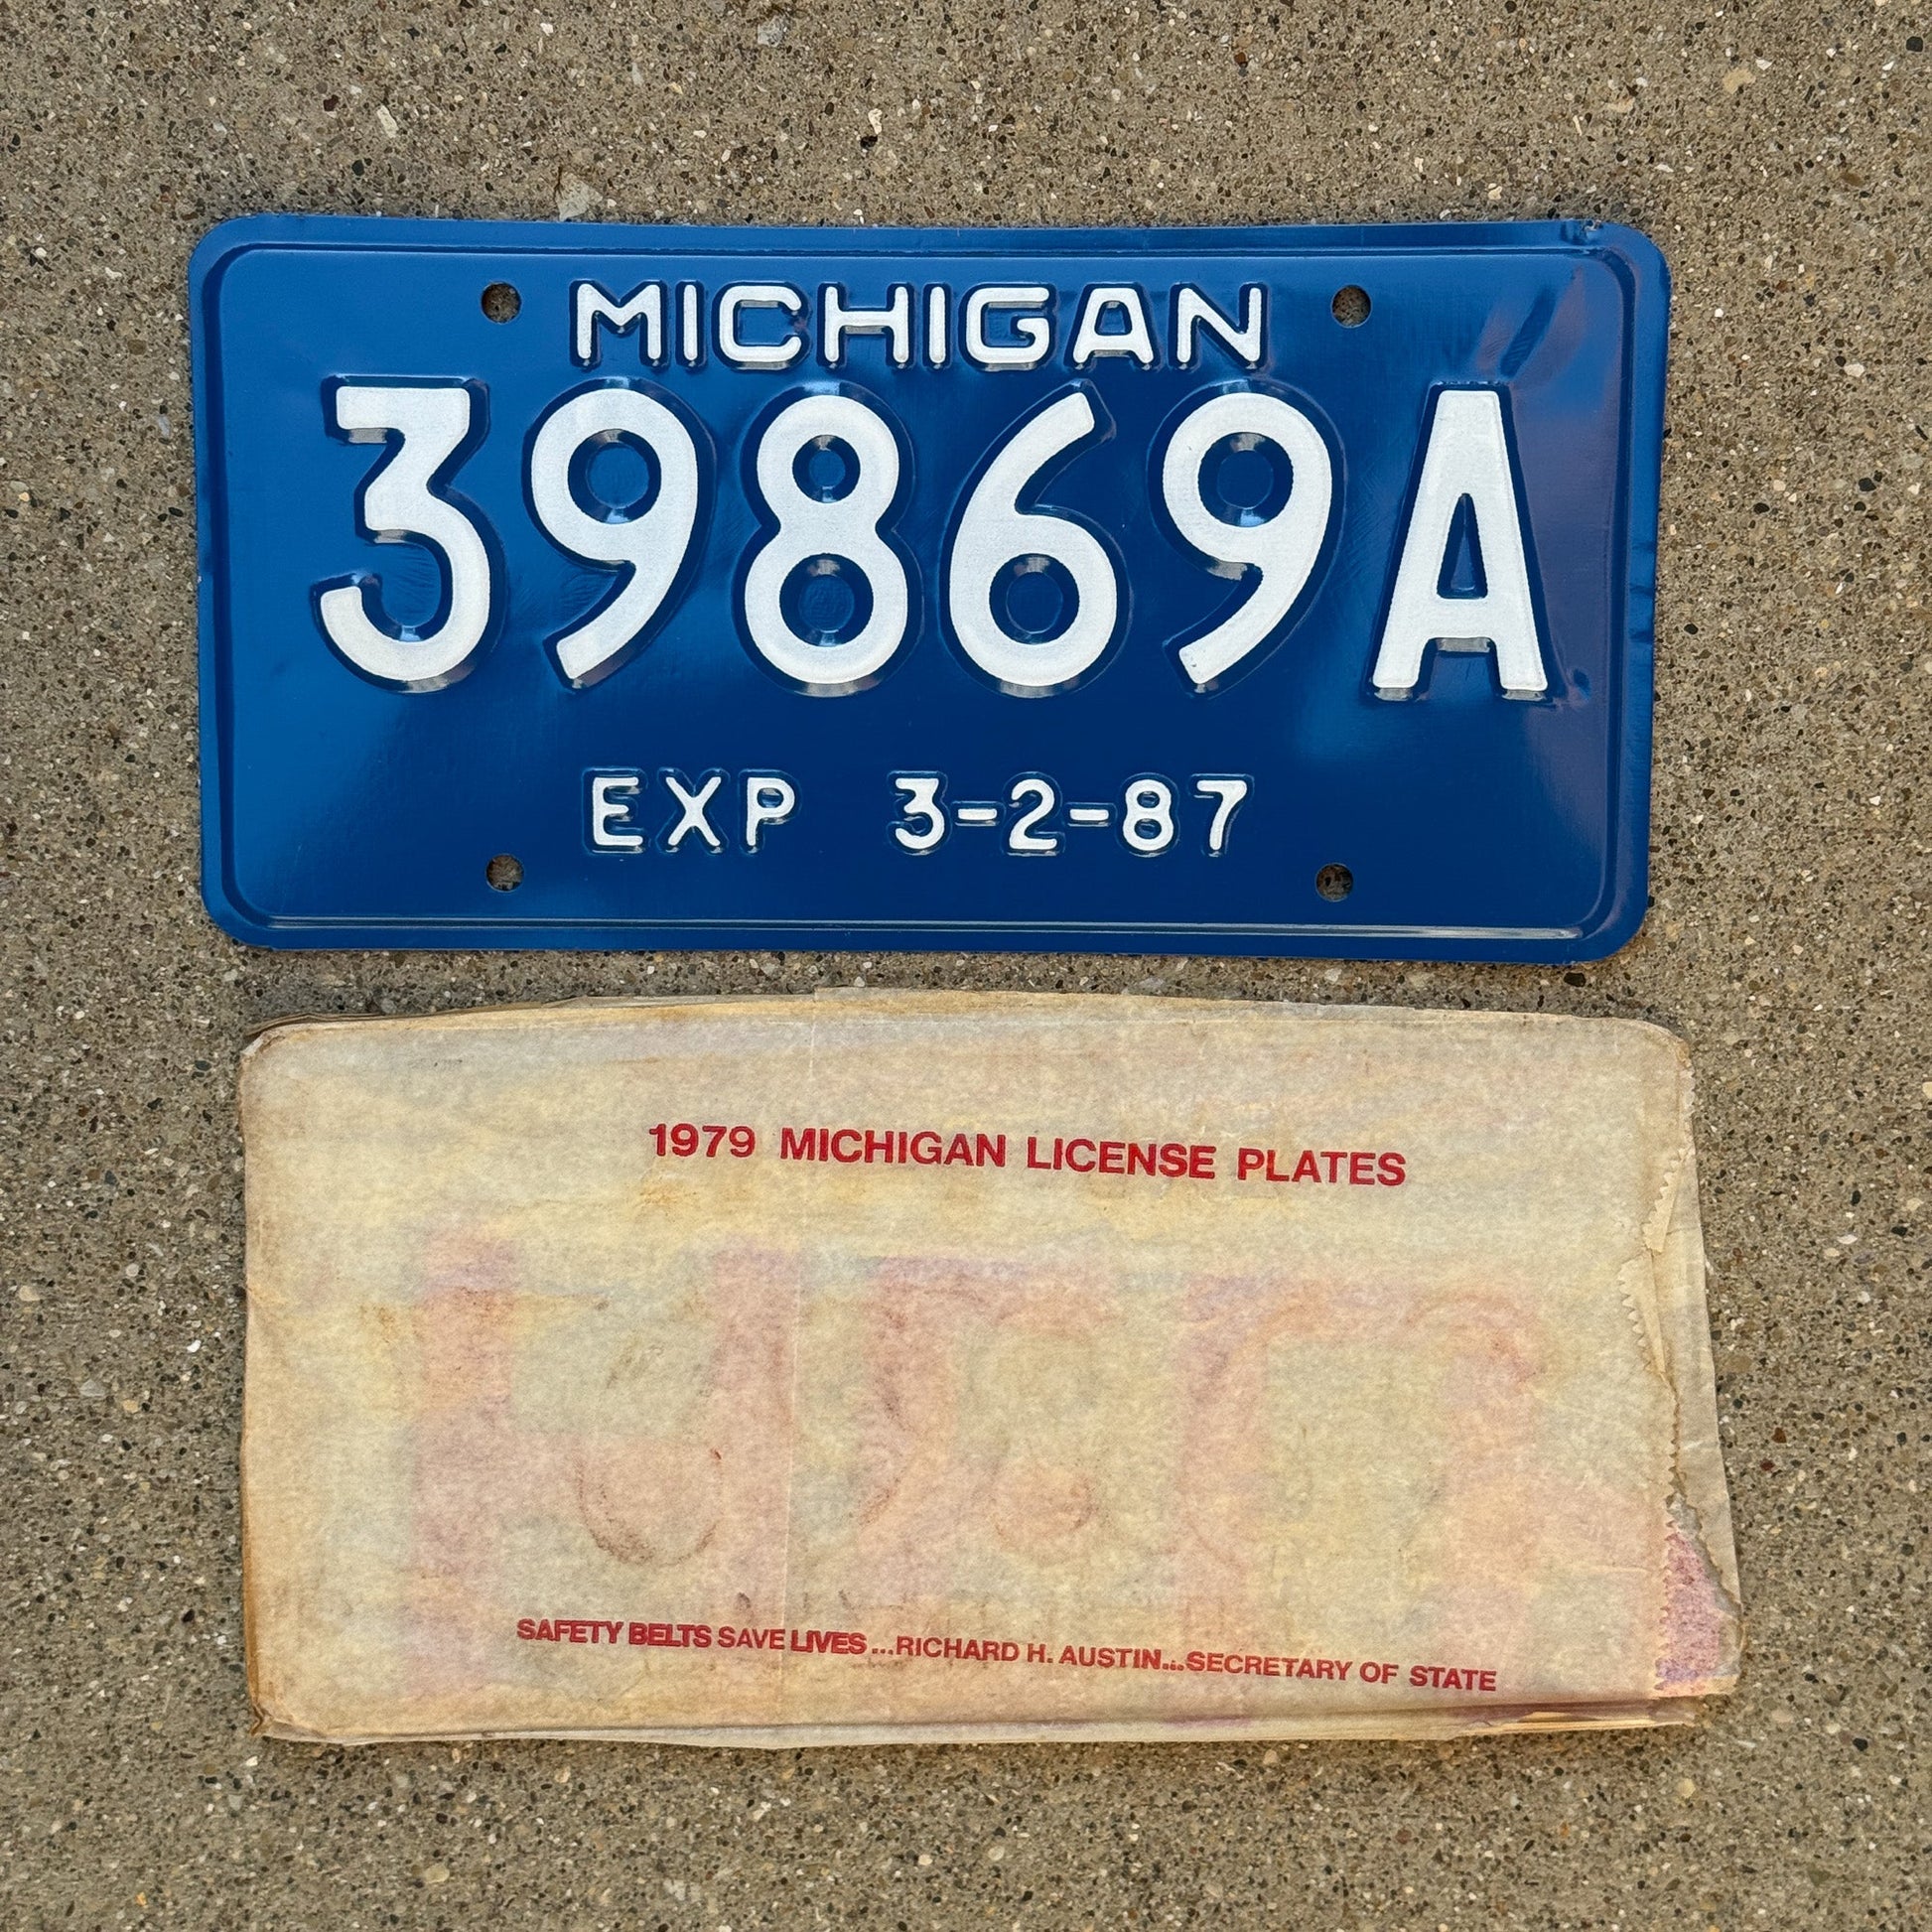 MICHIGAN
39869A
EXP 3-2-87
1979 MICHIGAN LICENSE PLATES
SAFETY BELTS SAVE LIVES...RICHARD H. AUSTIN...SECRETARY OF STATE